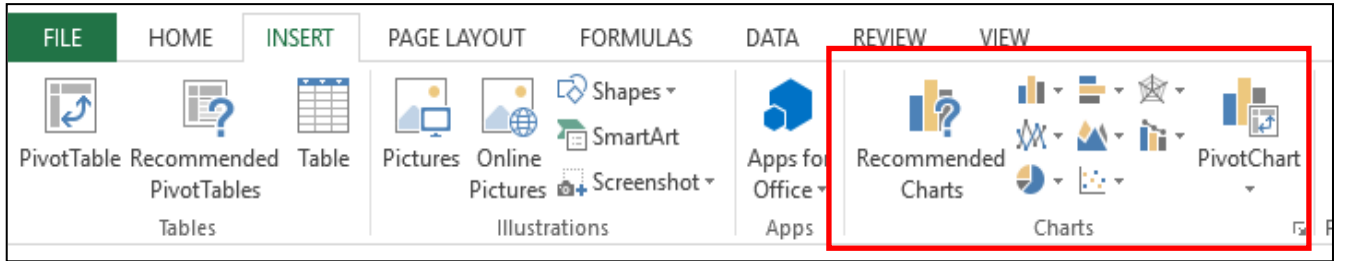 FILE HOME INSERT PAGE LAYOUT FORMULAS DATA REVIEW VIEW
PivotTable
Recommended
PivotTables
Table
Tables
Pictures
Online
Pictures
Shapes
SmartArt
Screenshot
Illustrations
Apps for
Office
Apps
Recommended
Charts
PivotChart
Charts